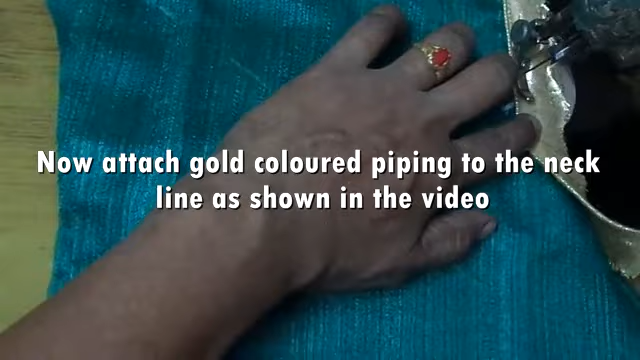 Now attach gold coloured piping to the neck
line as shown in the video